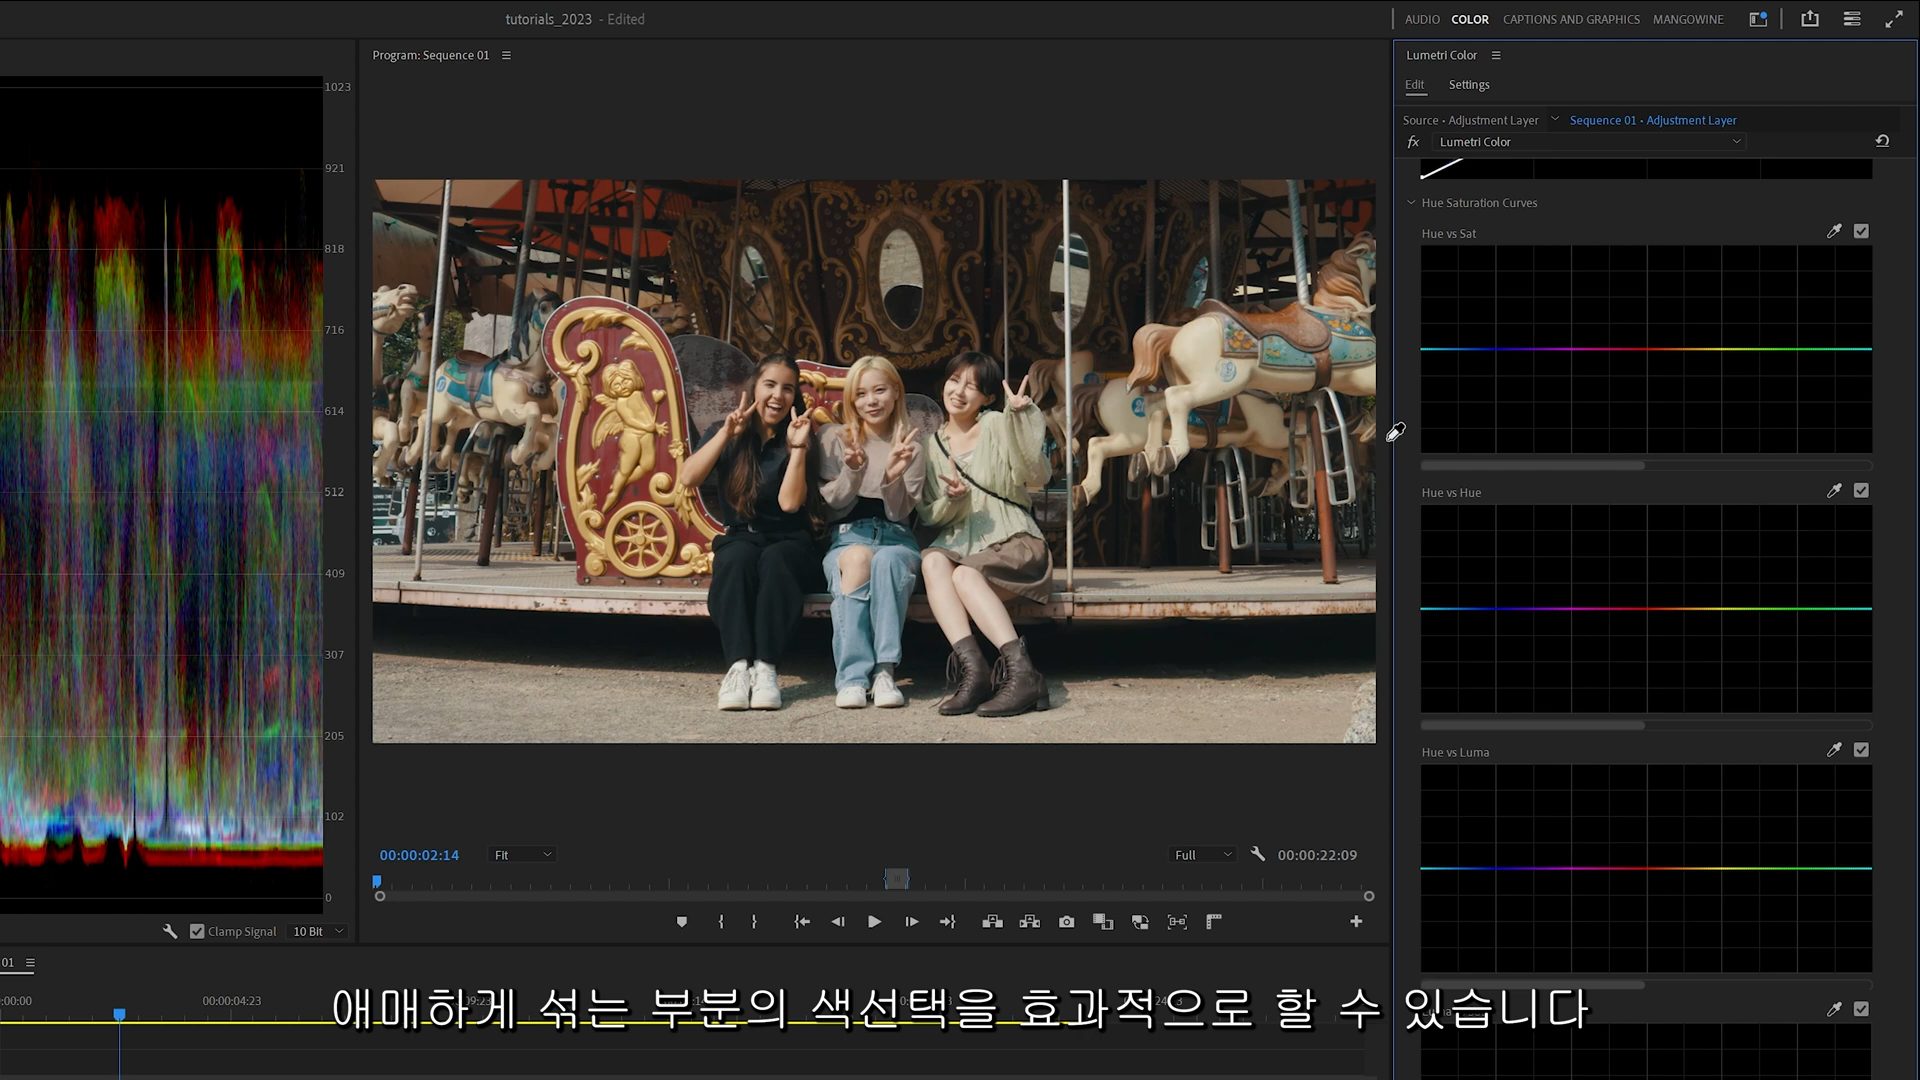 tutorials_2023 - Edited
AUDIO COLOR CAPTIONS AND GRAPHICS MANGOWINE
Program: Sequence 01
Lumetri Color
Edit Settings
Source • Adjustment Layer Sequence 01 • Adjustment Layer
fx Lumetri Color
Hue Saturation Curves
Hue vs Sat
Hue vs Hue
Hue vs Luma
1023
921
818
716
614
512
409
307
205
102
0
Clamp Signal 10 Bit
00:00:02:14 Fit Full 00:00:22:09
01
:00:00 00:00:04:23
애매하게 섞는 부분의 색선택을 효과적으로 할 수 있습니다